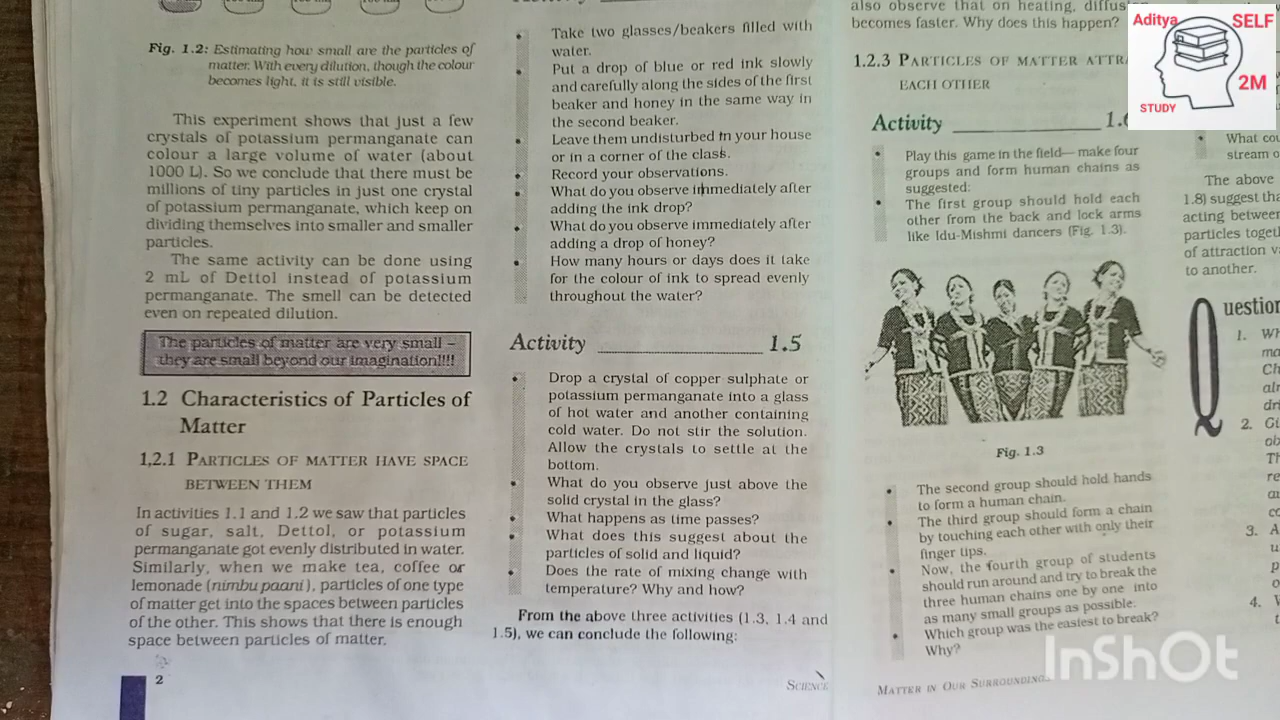 Fig. 1.2: Estimating how small are the particles of
matter. With every dilution, though the colour
becomes light, it is still visible.
This experiment shows that just a few
crystals of potassium permanganate can
colour a large volume of water (about
1000 L). So we conclude that there must be
millions of tiny particles in just one crystal
of potassium permanganate, which keep on
dividing themselves into smaller and smaller
particles.
The same activity can be done using
2 mL of Dettol instead of potassium
permanganate. The smell can be detected
even on repeated dilution.
The particles of matter are very small –
they are small beyond our imagination!!!!
1.2 Characteristics of Particles of
Matter
1.2.1 PARTICLES OF MATTER HAVE SPACE
BETWEEN THEM
In activities 1.1 and 1.2 we saw that particles
of sugar, salt, Dettol, or potassium
permanganate got evenly distributed in water.
Similarly, when we make tea, coffee or
lemonade (nimbu paani), particles of one type
of matter get into the spaces between particles
of the other. This shows that there is enough
space between particles of matter.
2
• Take two glasses/beakers filled with
water.
• Put a drop of blue or red ink slowly
and carefully along the sides of the first
beaker and honey in the same way in
the second beaker.
• Leave them undisturbed in your house
or in a corner of the class.
• Record your observations.
• What do you observe immediately after
adding the ink drop?
• What do you observe immediately after
adding a drop of honey?
• How many hours or days does it take
for the colour of ink to spread evenly
throughout the water?
Activity 1.5
• Drop a crystal of copper sulphate or
potassium permanganate into a glass
of hot water and another containing
cold water. Do not stir the solution.
Allow the crystals to settle at the
bottom.
• What do you observe just above the
solid crystal in the glass?
• What happens as time passes?
• What does this suggest about the
particles of solid and liquid?
• Does the rate of mixing change with
temperature? Why and how?
From the above three activities (1.3, 1.4 and
1.5), we can conclude the following:
SCIENCE
also observe that on heating,
becomes faster. Why does this happen?
1.2.3 PARTICLES OF MATTER
EACH OTHER
Activity
• Play this game in the field— make four
groups and form human chains as
suggested:
• The first group should hold each
other from the back and lock arms
like Idu-Mishmi dancers (Fig. 1.3).
Fig. 1.3
• The second group should hold hands
to form a human chain.
• The third group should form a chain
by touching each other with only their
finger tips.
• Now, the fourth group of students
should run around and try to break the
three human chains one by one into
as many small groups as possible.
• Which group was the easiest to break?
Why?
MATTER IN OUR
• What
stream
The above
1.8) suggest
acting between
particles
of attraction
to another.
Q
1.
2.
3.
4.
Aditya SELF
2M
STUDY
InShOt